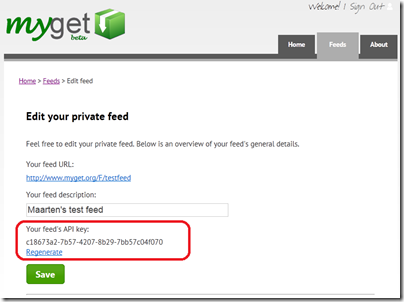 Welcome! | Sign Out
myget
beta
Home
Feeds
About
Home > Feeds > Edit feed
Edit your private feed
Feel free to edit your private feed. Below is an overview of your feed's general details.
Your feed URL:
http://www.myget.org/F/testfeed
Your feed description:
Maarten's test feed
Your feed's API key:
c18673a2-7b57-4207-8b29-7bb57c04f070
Regenerate
Save